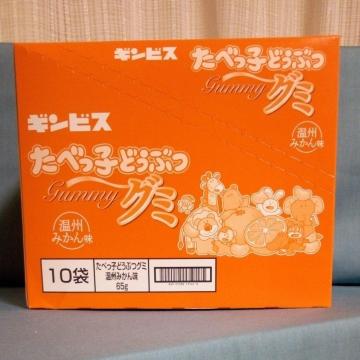 ギンビス
たべっ子どうぶつ
Gummy グミ
温州
みかん味
ギンビス
たべっ子どうぶつ
Gummy グミ
温州
みかん味
10袋
たべっ子どうぶつグミ
温州みかん味
65g